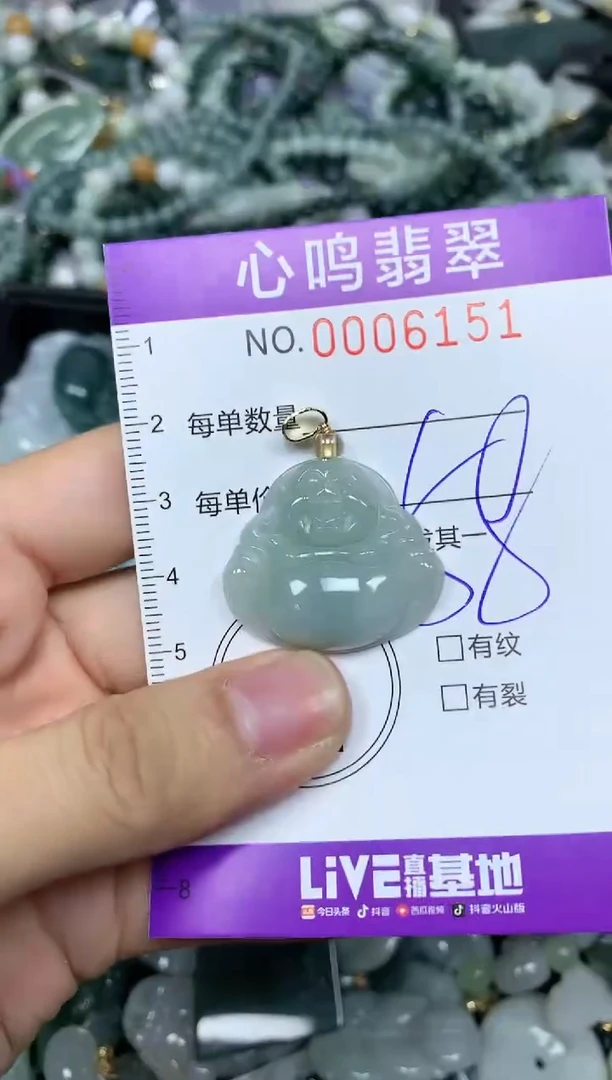 心鸣翡翠
NO.0006151
1
2 每单数量
3 每单价
58
其一
4
5 □有纹
□有裂
8
LiVE直播基地
今日头条 抖音 西瓜视频 抖音火山版